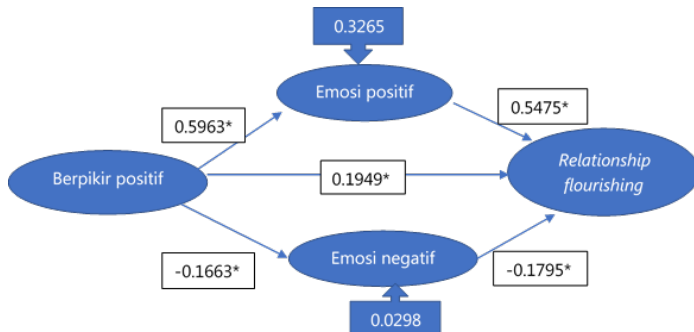 0.3265
Emosi positif
0.5963*
0.5475*
Berpikir positif
0.1949*
Relationship
flourishing
-0.1663*
Emosi negatif
-0.1795*
0.0298